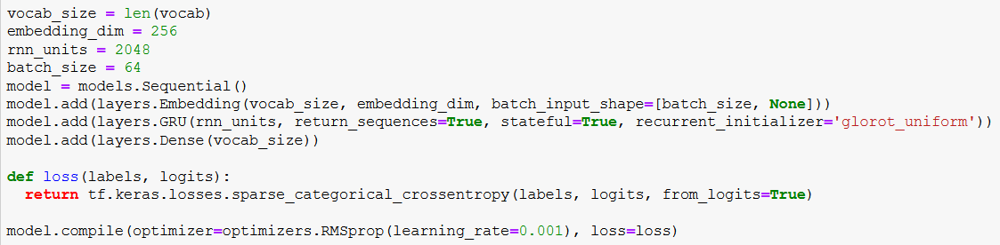 vocab_size = len(vocab)
embedding_dim = 256
rnn_units = 2048
batch_size = 64
model = models.Sequential()
model.add(layers.Embedding(vocab_size, embedding_dim, batch_input_shape=[batch_size, None]))
model.add(layers.GRU(rnn_units, return_sequences=True, stateful=True, recurrent_initializer='glorot_uniform'))
model.add(layers.Dense(vocab_size))

def loss(labels, logits):
  return tf.keras.losses.sparse_categorical_crossentropy(labels, logits, from_logits=True)

model.compile(optimizer=optimizers.RMSprop(learning_rate=0.001), loss=loss)